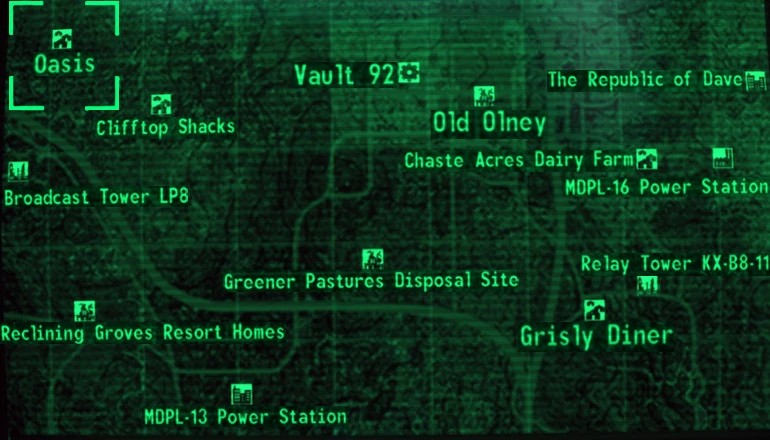 Oasis
Vault 92
The Republic of Dave
Clifftop Shacks
Old Olney
Chaste Acres Dairy Farm
MDPL-16 Power Station
Broadcast Tower LP8
Relay Tower KX-B8-11
Greener Pastures Disposal Site
Reclining Groves Resort Homes
Grisly Diner
MDPL-13 Power Station